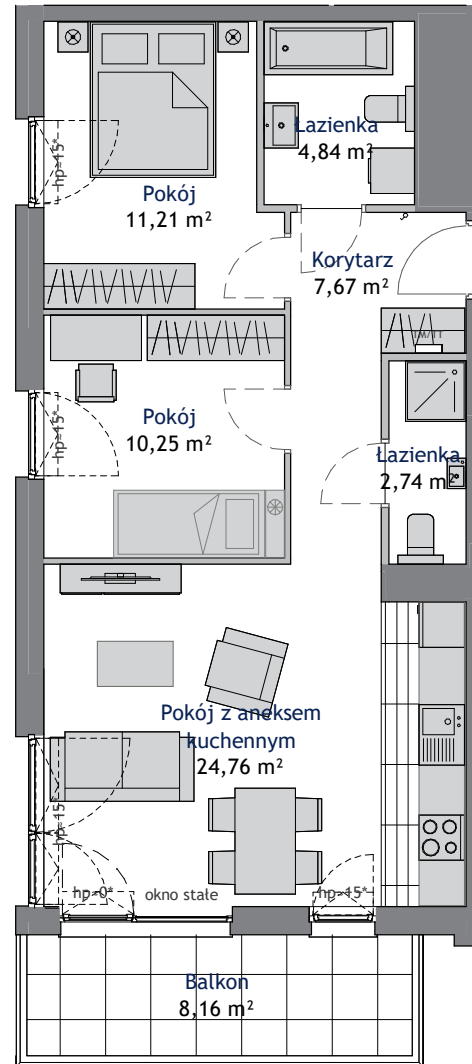 Łazienka
4,84 m²
hp=15*
Pokój
11,21 m²
Korytarz
7,67 m²
TM/TT
hp=15*
Pokój
10,25 m²
Łazienka
2,74 m²
Pokój z aneksem
kuchennym
24,76 m²
hp=15*
hp=0*
okno stałe
hp=15*
Balkon
8,16 m²